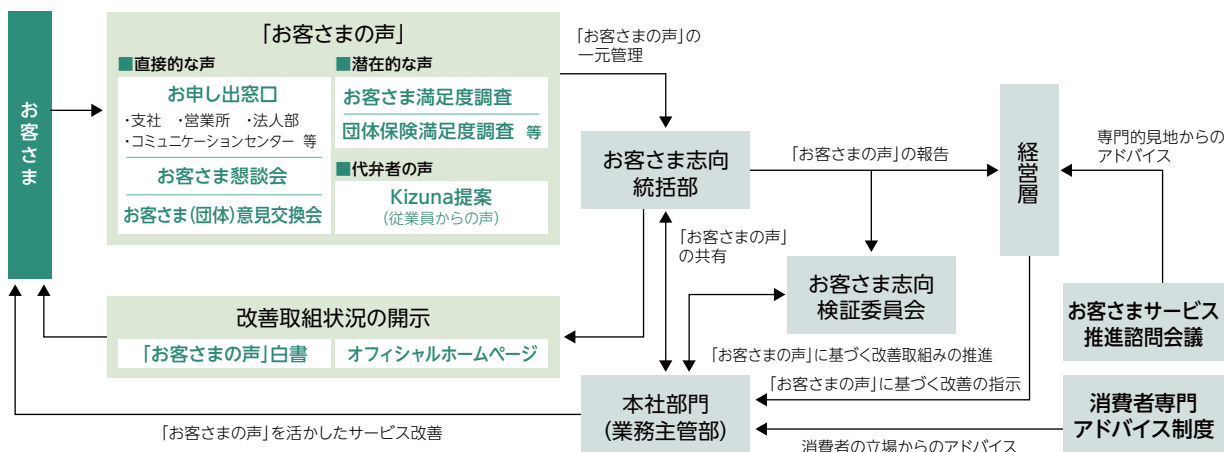 お客さま
「お客さまの声」
■直接的な声
お申し出窓口
・支社　・営業所　・法人部
・コミュニケーションセンター 等
お客さま懇談会
お客さま(団体)意見交換会
■潜在的な声
お客さま満足度調査
団体保険満足度調査 等
■代弁者の声
Kizuna提案
(従業員からの声)
「お客さまの声」の
一元管理
お客さま志向
統括部
「お客さまの声」の報告
経営層
専門的見地からの
アドバイス
「お客さまの声」
の共有
お客さま志向
検証委員会
お客さまサービス
推進諮問会議
改善取組状況の開示
「お客さまの声」白書
オフィシャルホームページ
「お客さまの声」に基づく改善取組みの推進
「お客さまの声」に基づく改善の指示
本社部門
(業務主管部)
消費者専門
アドバイス制度
「お客さまの声」を活かしたサービス改善
消費者の立場からのアドバイス